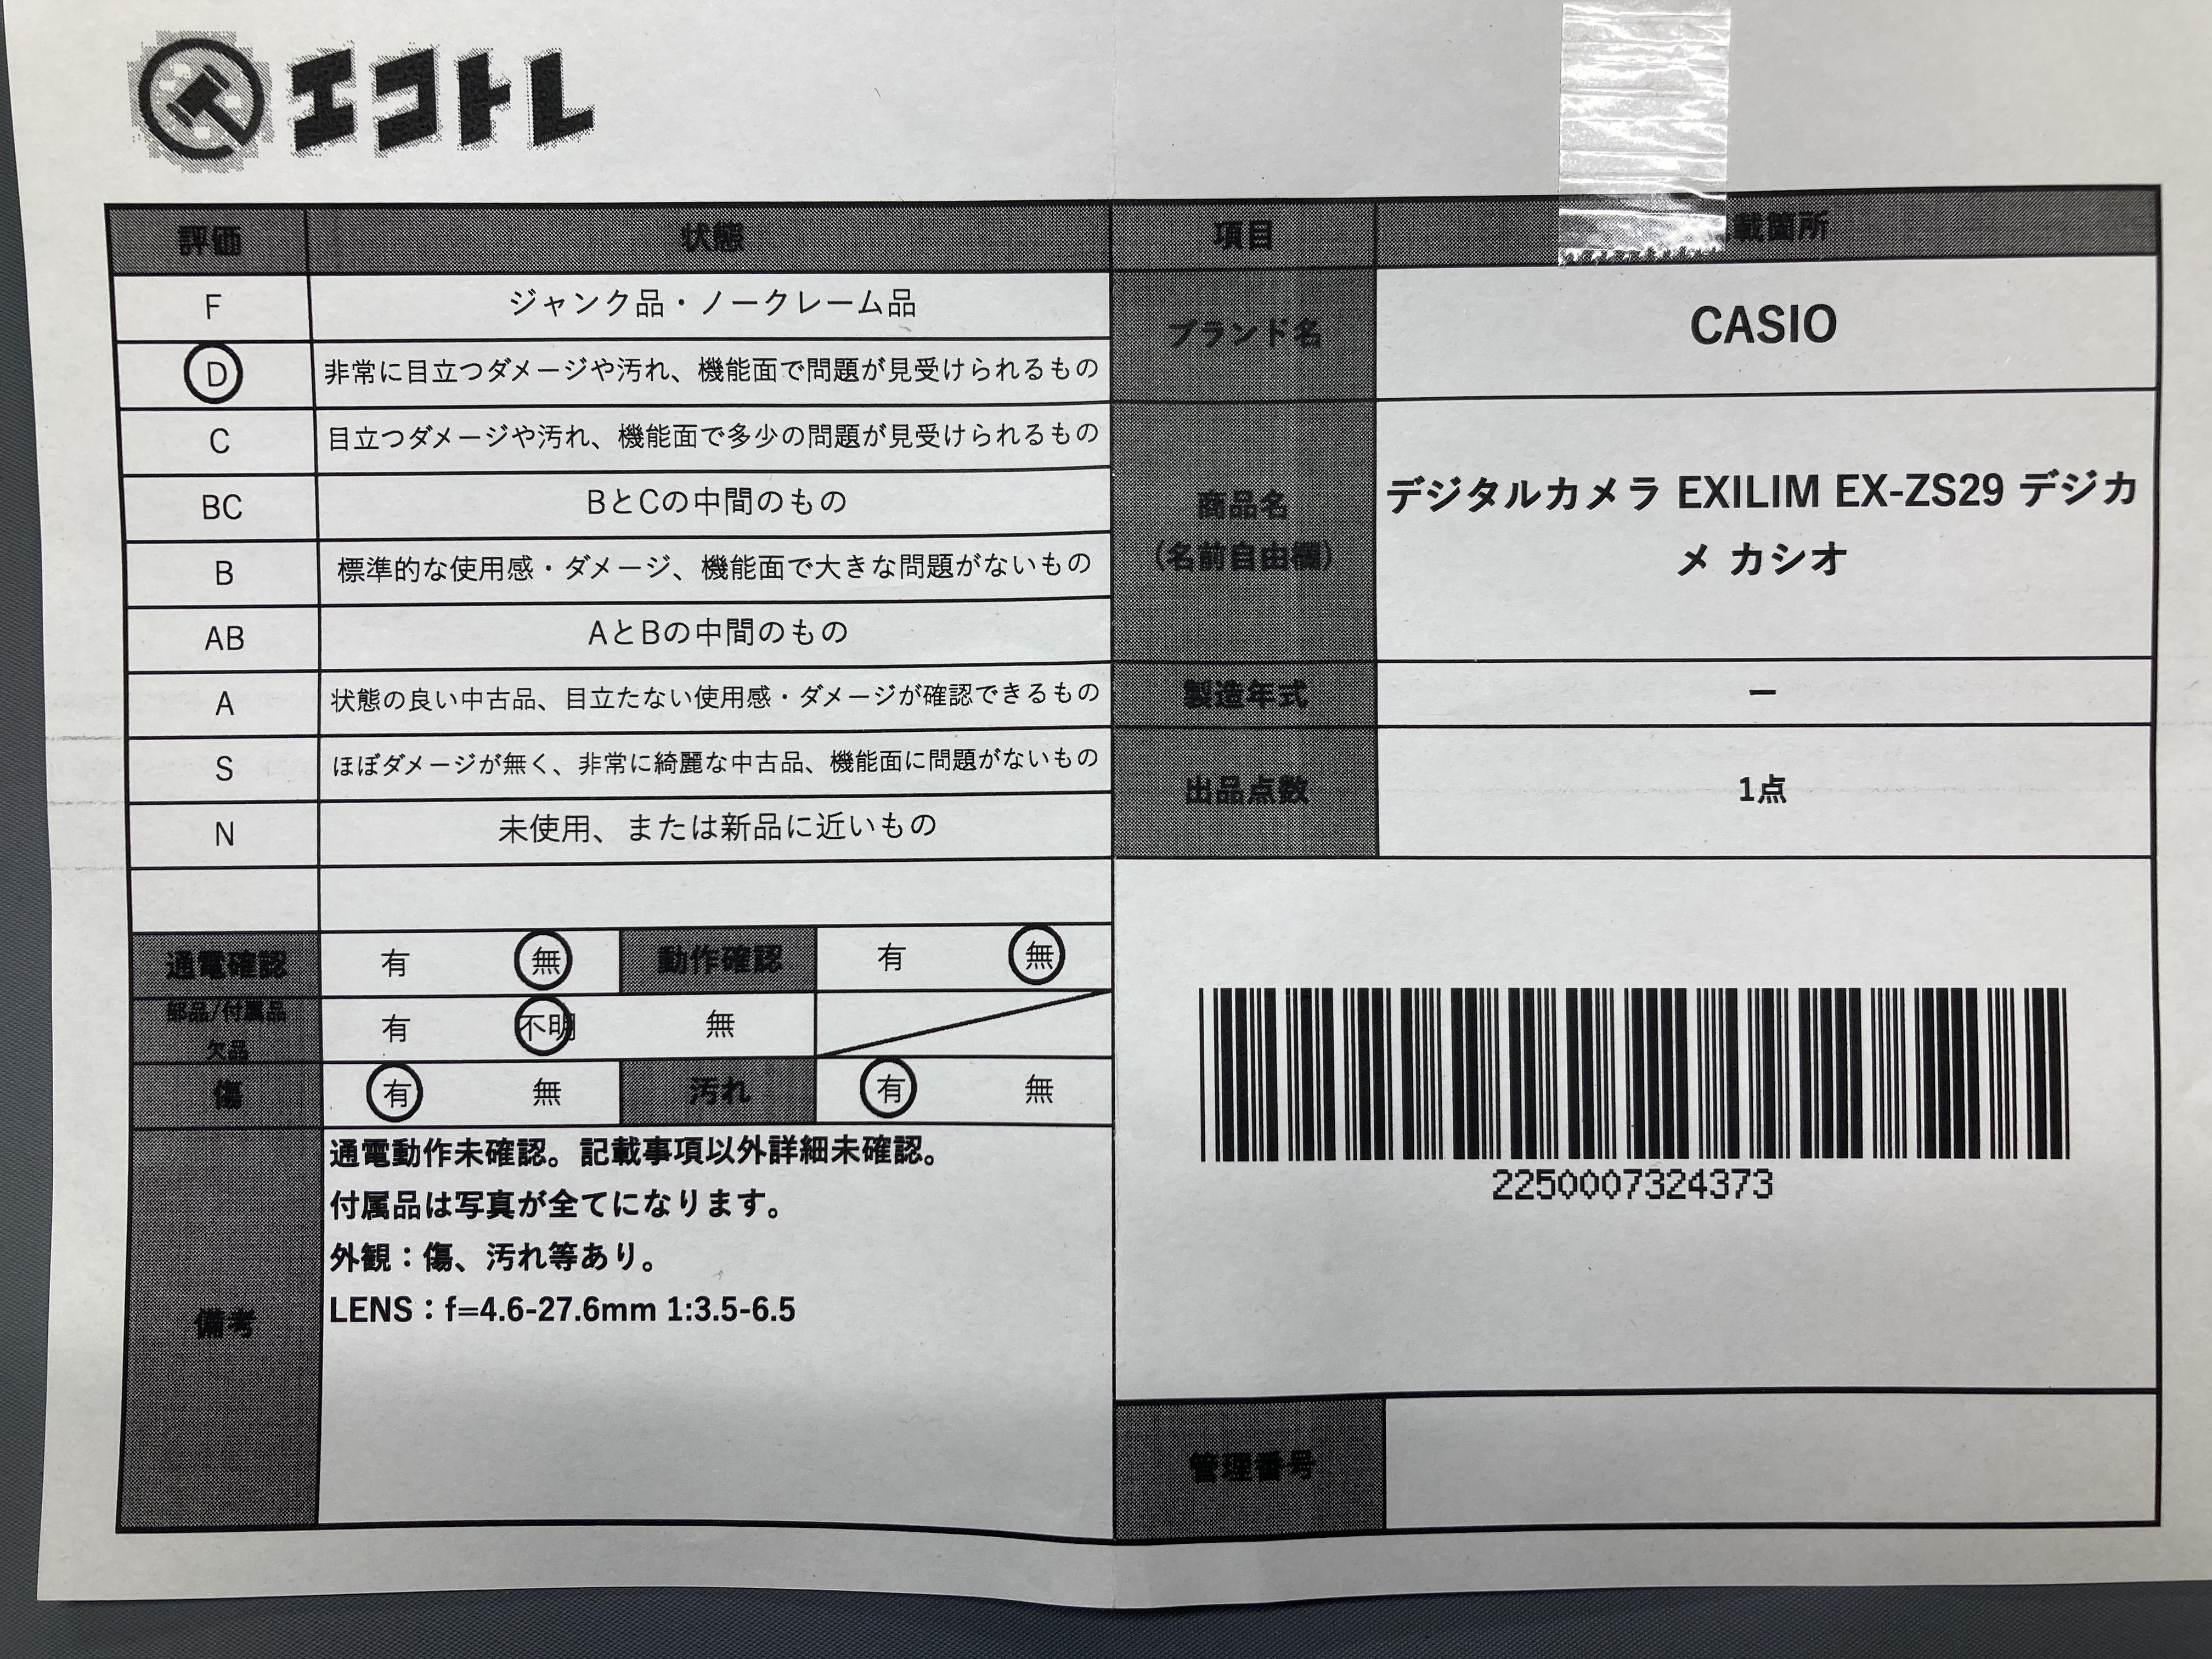 エコトレ
評価 状態
F ジャンク品・ノークレーム品
D 非常に目立つダメージや汚れ、機能面で問題が見受けられるもの
C 目立つダメージや汚れ、機能面で多少の問題が見受けられるもの
BC BとCの中間のもの
B 標準的な使用感・ダメージ、機能面で大きな問題がないもの
AB AとBの中間のもの
A 状態の良い中古品、目立たない使用感・ダメージが確認できるもの
S ほぼダメージが無く、非常に綺麗な中古品、機能面に問題がないもの
N 未使用、または新品に近いもの
通電確認 有 無 動作確認 有 無
部品/付属品
欠品 有 不明 無
傷 有 無 汚れ 有 無
備考
通電動作未確認。記載事項以外詳細未確認。
付属品は写真が全てになります。
外観：傷、汚れ等あり。
LENS：f=4.6-27.6mm 1:3.5-6.5
項目 載箇所
ブランド名 CASIO
商品名
(名前自由欄)
デジタルカメラ EXILIM EX-ZS29 デジカ
メ カシオ
製造年式 ー
出品点数 1点
2250007324373
管理番号